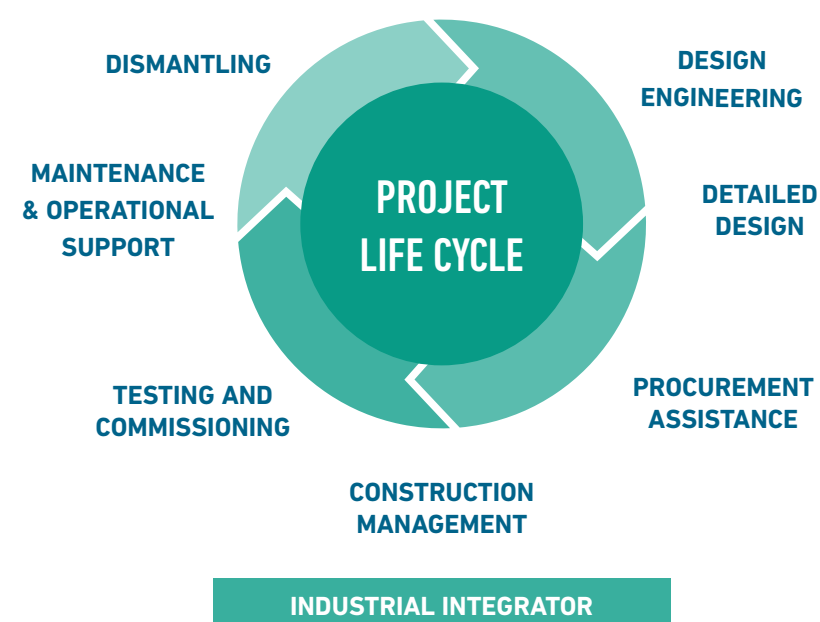 PROJECT
LIFE CYCLE
DESIGN
ENGINEERING
DETAILED
DESIGN
PROCUREMENT
ASSISTANCE
CONSTRUCTION
MANAGEMENT
TESTING AND
COMMISSIONING
MAINTENANCE
& OPERATIONAL
SUPPORT
DISMANTLING
INDUSTRIAL INTEGRATOR